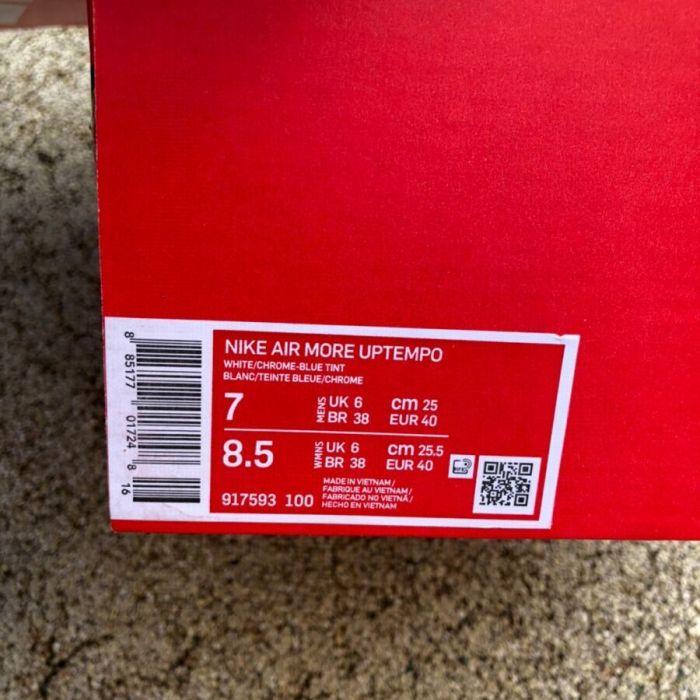 NIKE AIR MORE UPTEMPO
WHITE/CHROME-BLUE TINT
BLANC/TEINTE BLEUE/CHROME
7 MENS UK 6 cm 25
BR 38 EUR 40
8.5 WMNS UK 6 cm 25.5
BR 38 EUR 40
917593 100
MADE IN VIETNAM /
FABRIQUE AU VIETNAM /
FABRICADO NO VIETNÃ /
HECHO EN VIETNAM
8 85177 01724 8 16